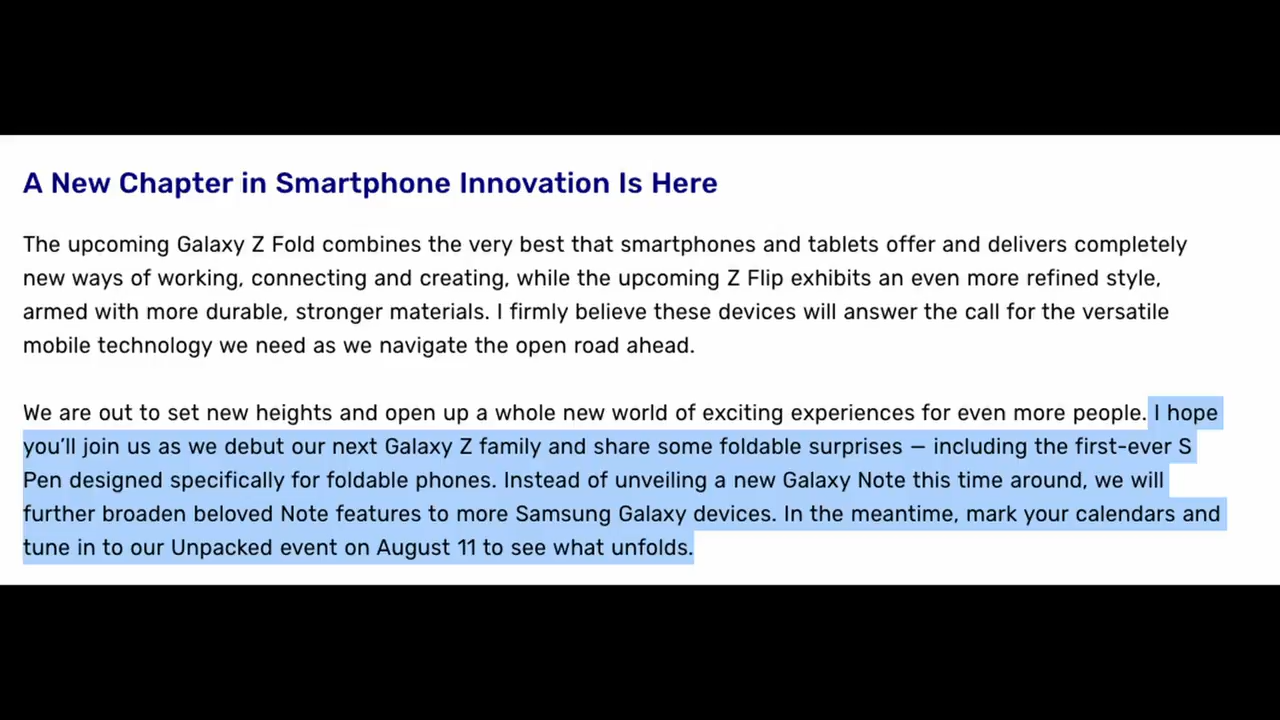 A New Chapter in Smartphone Innovation Is Here
The upcoming Galaxy Z Fold combines the very best that smartphones and tablets offer and delivers completely
new ways of working, connecting and creating, while the upcoming Z Flip exhibits an even more refined style,
armed with more durable, stronger materials. I firmly believe these devices will answer the call for the versatile
mobile technology we need as we navigate the open road ahead.
We are out to set new heights and open up a whole new world of exciting experiences for even more people. I hope
you’ll join us as we debut our next Galaxy Z family and share some foldable surprises – including the first-ever S
Pen designed specifically for foldable phones. Instead of unveiling a new Galaxy Note this time around, we will
further broaden beloved Note features to more Samsung Galaxy devices. In the meantime, mark your calendars and
tune in to our Unpacked event on August 11 to see what unfolds.